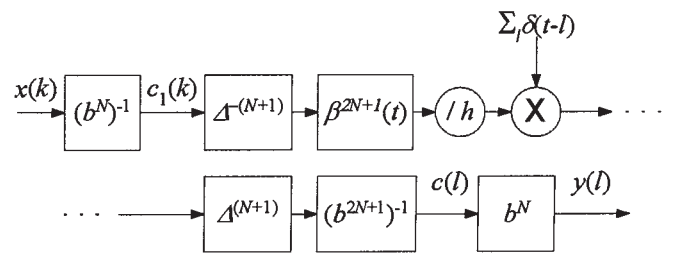 Σ_l δ(t-l)
x(k) (b^N)^-1 c_1(k) Δ^-(N+1) β^2N+1(t) /h X · · ·
· · · Δ^(N+1) (b^2N+1)^-1 c(l) b^N y(l)